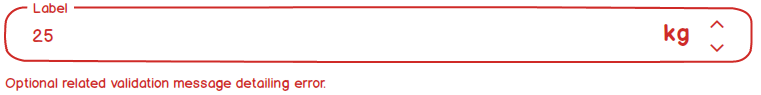 Label
25 kg
Optional related validation message detailing error.